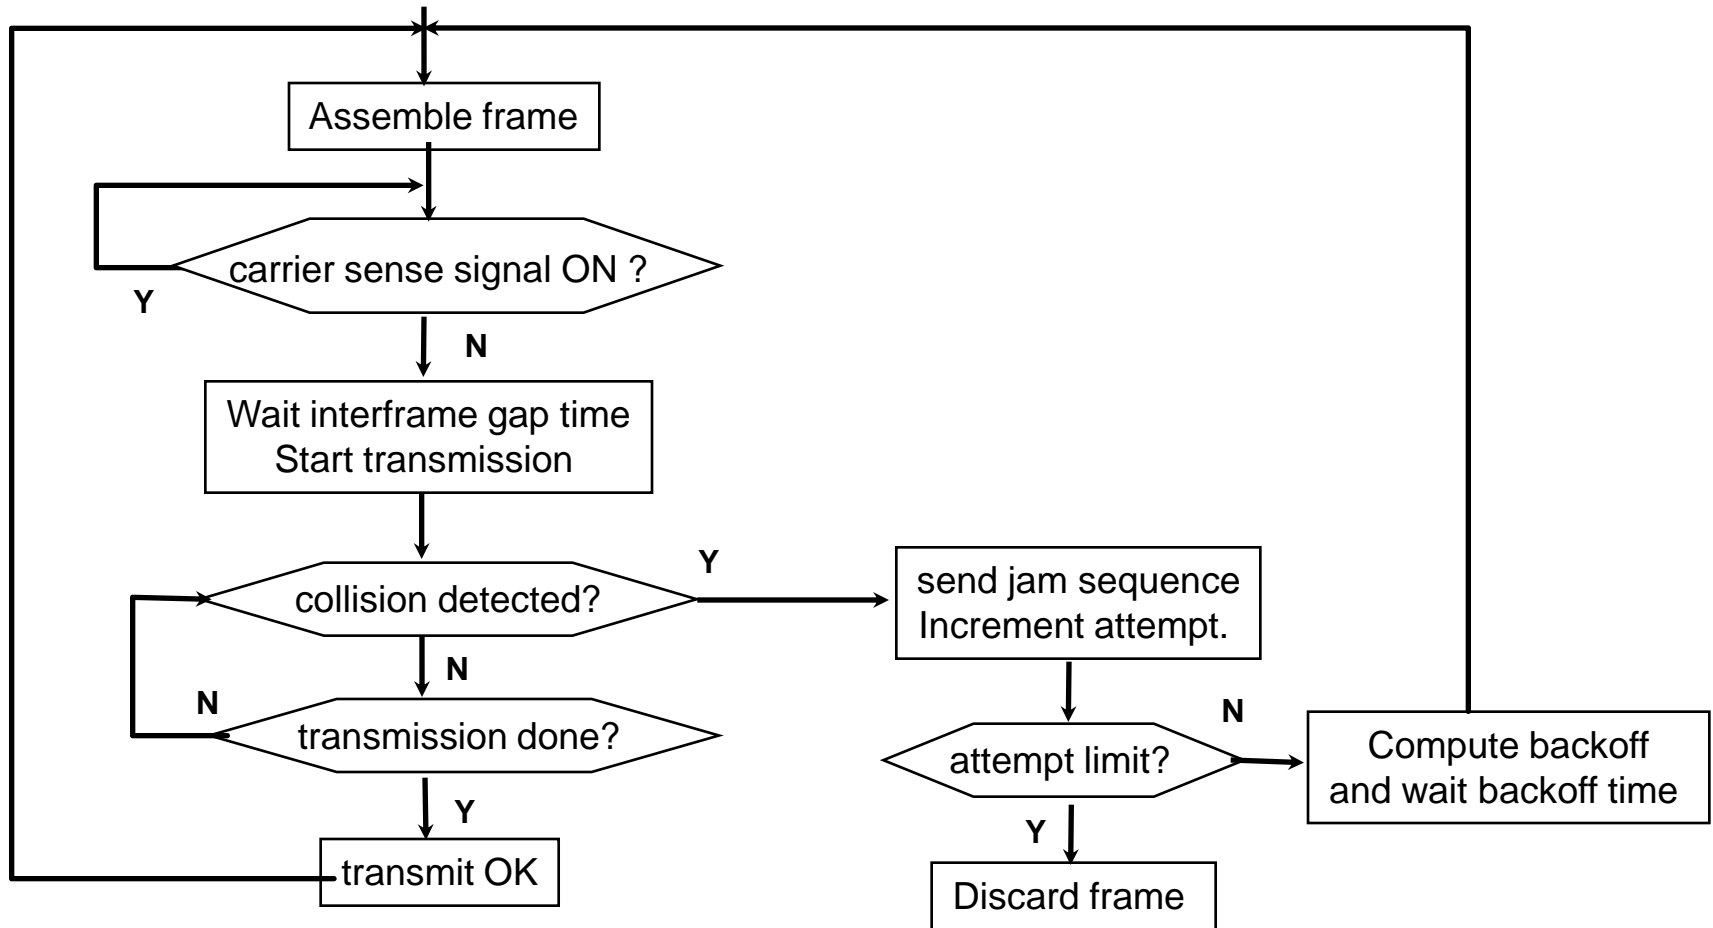 Assemble frame
carrier sense signal ON ?
Y
N
Wait interframe gap time
Start transmission
collision detected?
Y
send jam sequence
Increment attempt.
N
N
transmission done?
N
attempt limit?
Compute backoff
and wait backoff time
Y
Y
transmit OK
Discard frame